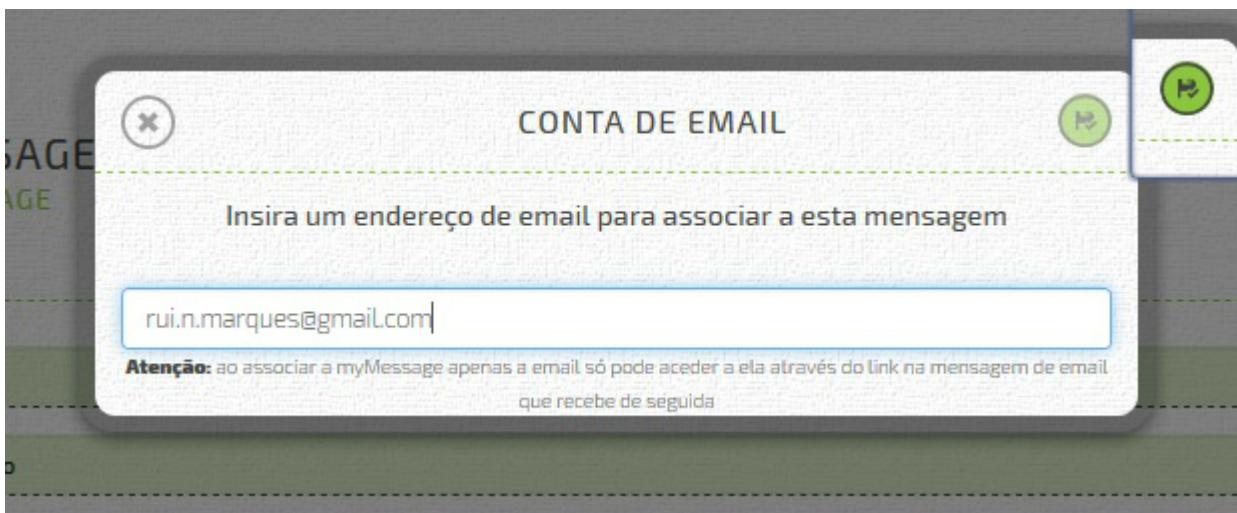 CONTA DE EMAIL
SAGE
AGE
Insira um endereço de email para associar a esta mensagem
rui.n.marques@gmail.com
Atenção: ao associar a myMessage apenas a email só pode aceder a ela através do link na mensagem de email
que recebe de seguida
o